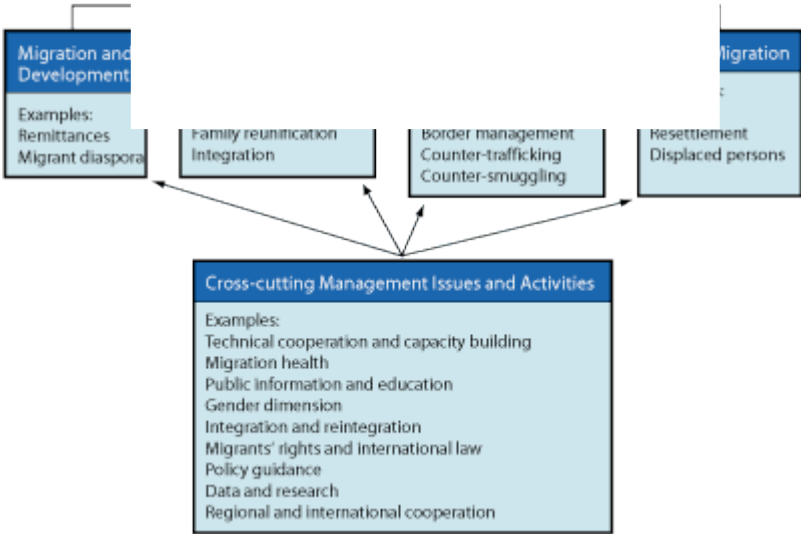 Migration and
Development
Examples:
Remittances
Migrant diaspora
Family reunification
Integration
Border management
Counter-trafficking
Counter-smuggling
Migration
Resettlement
Displaced persons
Cross-cutting Management Issues and Activities
Examples:
Technical cooperation and capacity building
Migration health
Public information and education
Gender dimension
Integration and reintegration
Migrants' rights and international law
Policy guidance
Data and research
Regional and international cooperation